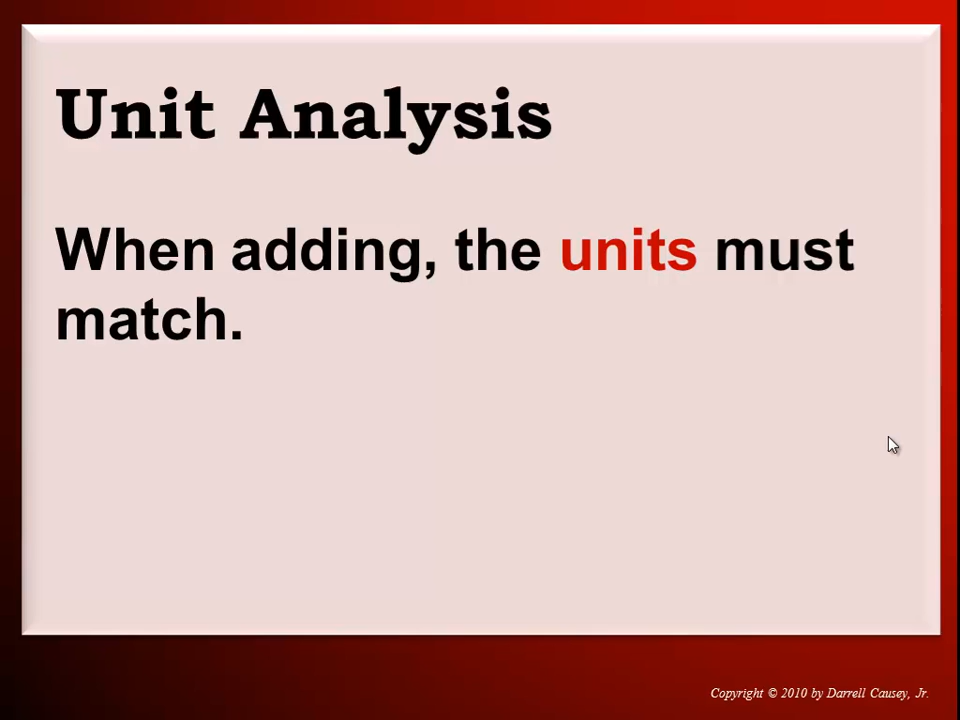 Unit Analysis
When adding, the units must
match.
Copyright © 2010 by Darrell Causey, Jr.